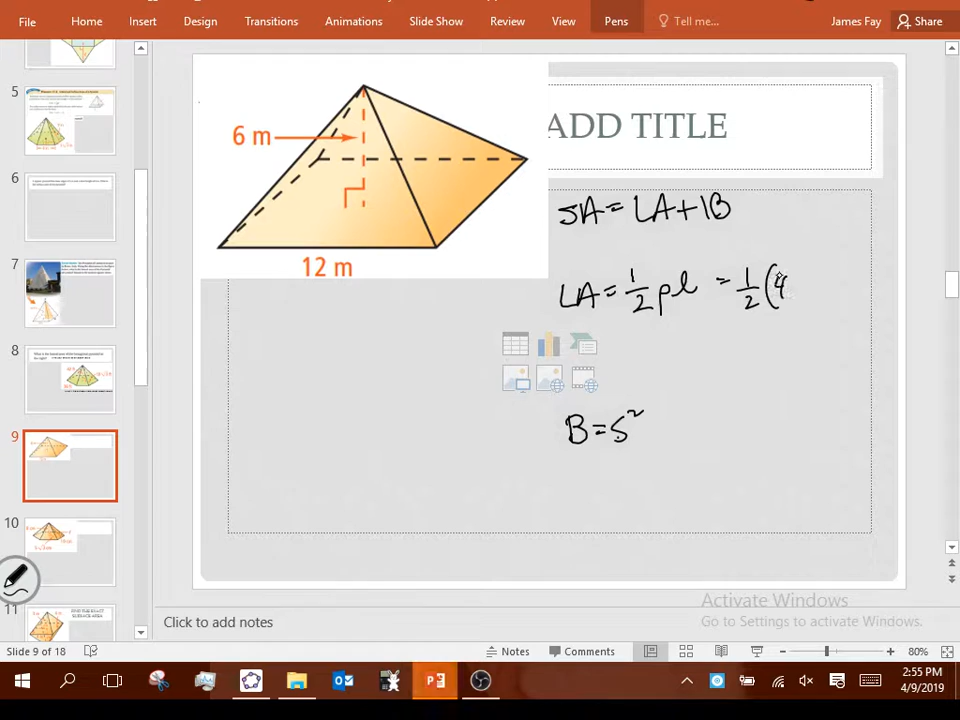 File Home Insert Design Transitions Animations Slide Show Review View Pens Tell me... James Fay Share
5
6
7
8
9
10
11
6 m
12 m
ADD TITLE
SA = LA + 1B
LA = 1/2 pl = 1/2 (4
B = s²
Activate Windows
Go to Settings to activate Windows.
Click to add notes
Slide 9 of 18 Notes Comments 80%
2:55 PM
4/9/2019